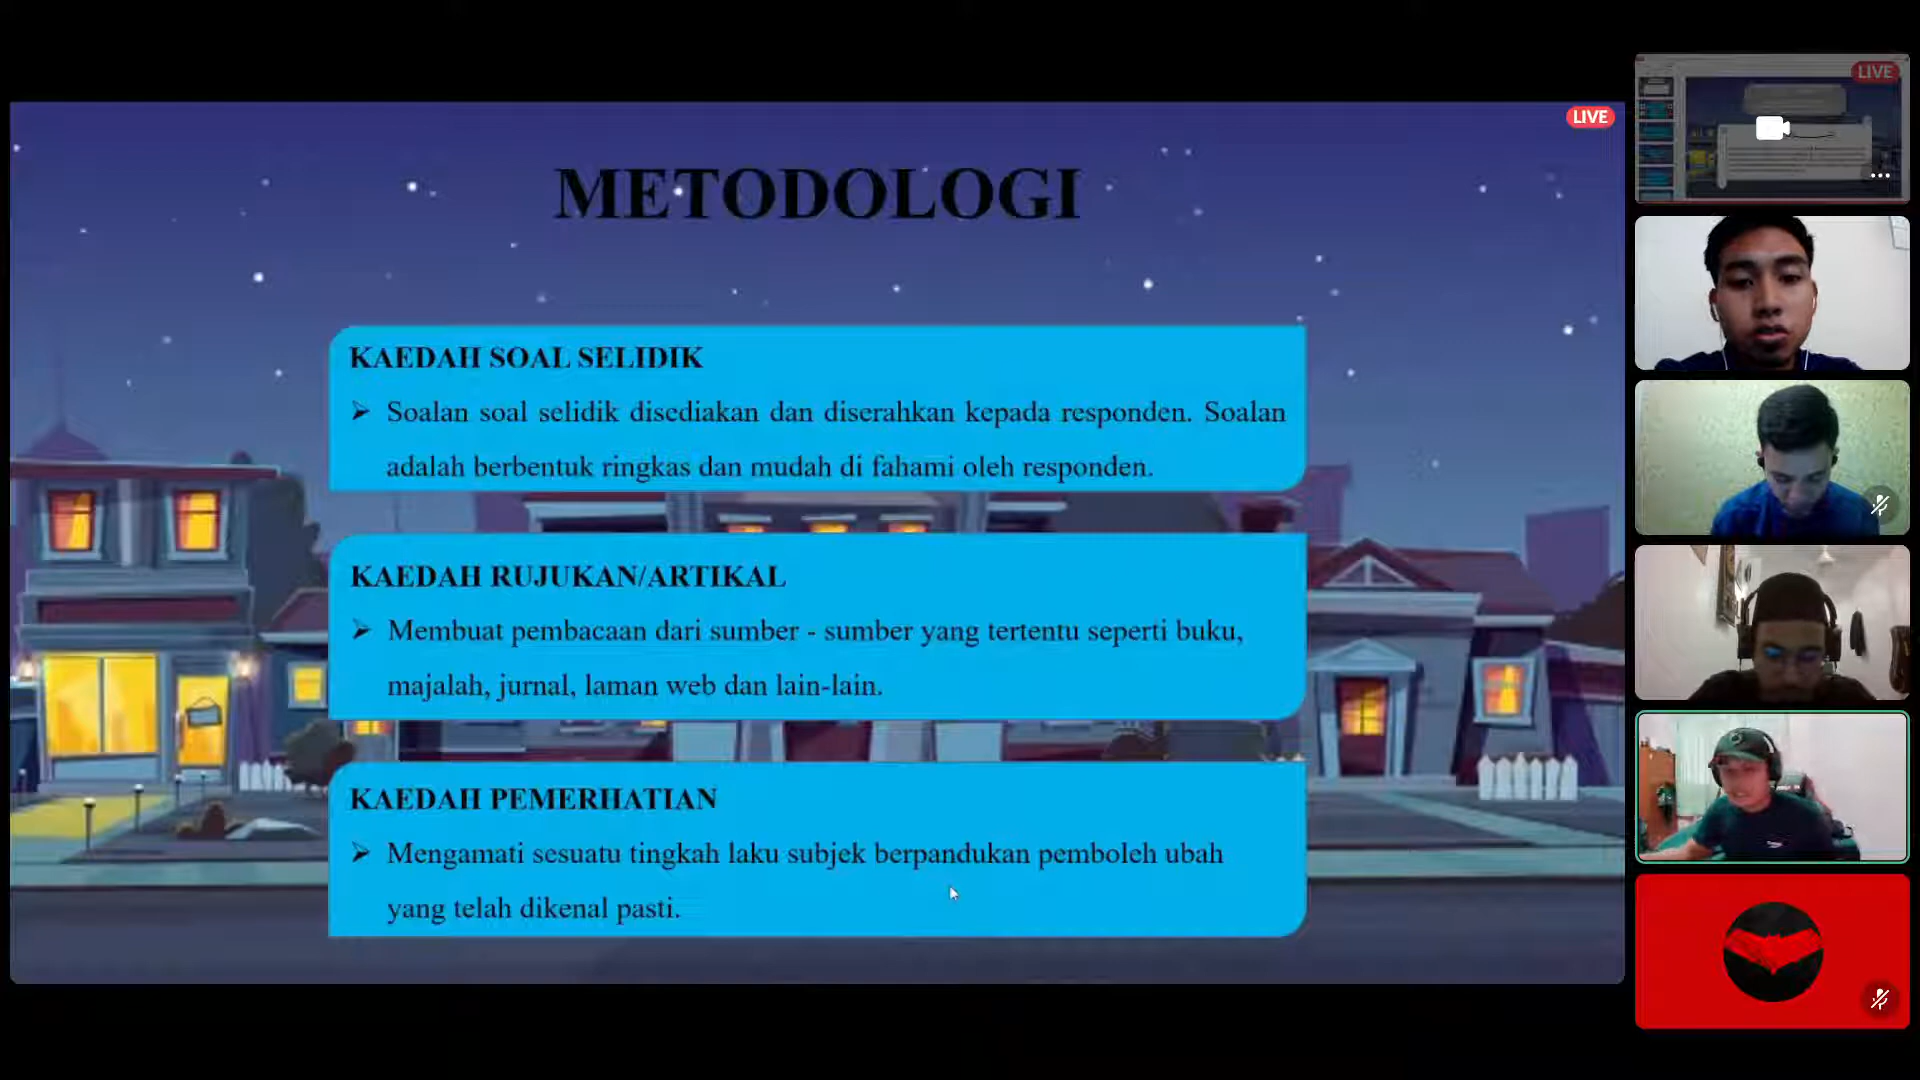 LIVE
LIVE
METODOLOGI
KAEDAH SOAL SELIDIK
Soalan soal selidik disediakan dan diserahkan kepada responden. Soalan
adalah berbentuk ringkas dan mudah di fahami oleh responden.
KAEDAH RUJUKAN/ARTIKAL
Membuat pembacaan dari sumber - sumber yang tertentu seperti buku,
majalah, jurnal, laman web dan lain-lain.
KAEDAH PEMERHATIAN
Mengamati sesuatu tingkah laku subjek berpandukan pemboleh ubah
yang telah dikenal pasti.